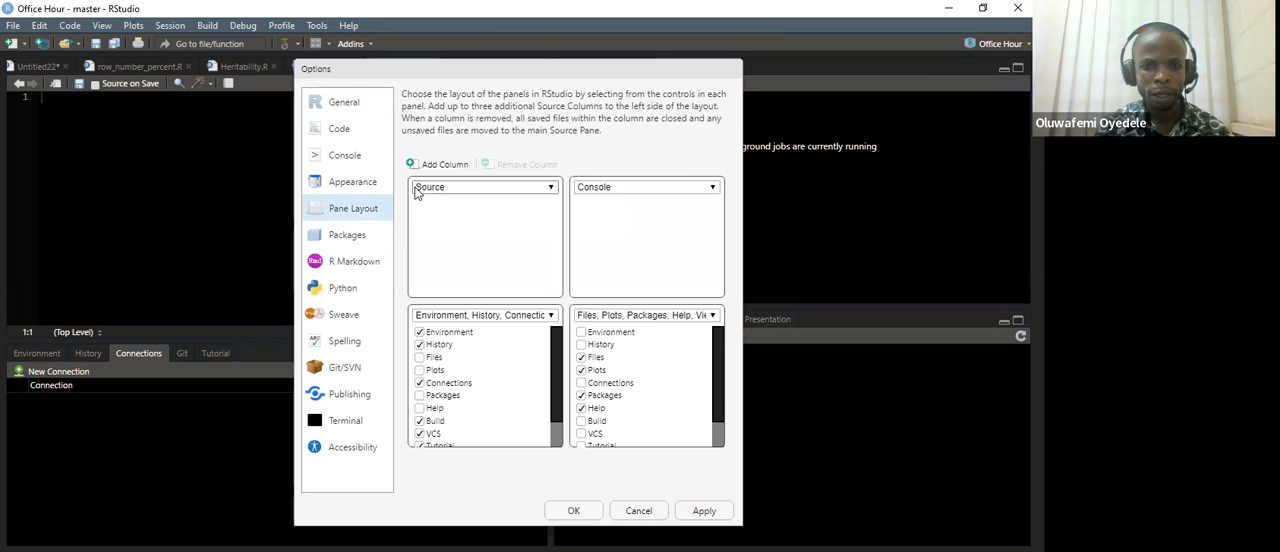 Office Hour - master - RStudio
File Edit Code View Plots Session Build Debug Profile Tools Help
Go to file/function Addins Office Hour
Untitled22* row_number_percent.R Heritability.R
Source on Save
1
1:1 (Top Level)
Environment History Connections Git Tutorial
New Connection
Connection
ground jobs are currently running
Presentation
Options
General
Code
Console
Appearance
Pane Layout
Packages
R Markdown
Python
Sweave
Spelling
Git/SVN
Publishing
Terminal
Accessibility
Choose the layout of the panels in RStudio by selecting from the controls in each
panel. Add up to three additional Source Columns to the left side of the layout.
When a column is removed, all saved files within the column are closed and any
unsaved files are moved to the main Source Pane.
Add Column Remove Column
Source
Console
Environment, History, Connectic
Environment
History
Files
Plots
Connections
Packages
Help
Build
VCS
Tutorial
Files, Plots, Packages, Help, Vie
Environment
History
Files
Plots
Connections
Packages
Help
Build
VCS
Tutorial
OK Cancel Apply
Oluwafemi Oyedele